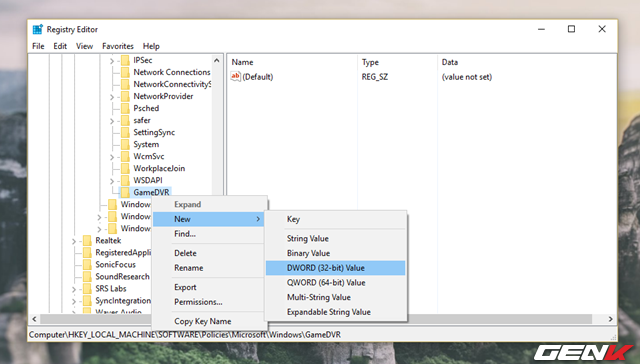 Registry Editor
File Edit View Favorites Help
IPSec
Network Connections
NetworkConnectivityS
NetworkProvider
Psched
safer
SettingSync
System
WcmSvc
WorkplaceJoin
WSDAPI
GameDVR
Window
Window
Window
Realtek
RegisteredApplic
SonicFocus
SoundResearch
SRS Labs
SyncIntegration
Waves Audio
Name Type Data
(Default) REG_SZ (value not set)
Expand
New
Find...
Delete
Rename
Export
Permissions...
Copy Key Name
Key
String Value
Binary Value
DWORD (32-bit) Value
QWORD (64-bit) Value
Multi-String Value
Expandable String Value
Computer\HKEY_LOCAL_MACHINE\SOFTWARE\Policies\Microsoft\Windows\GameDVR
GENK